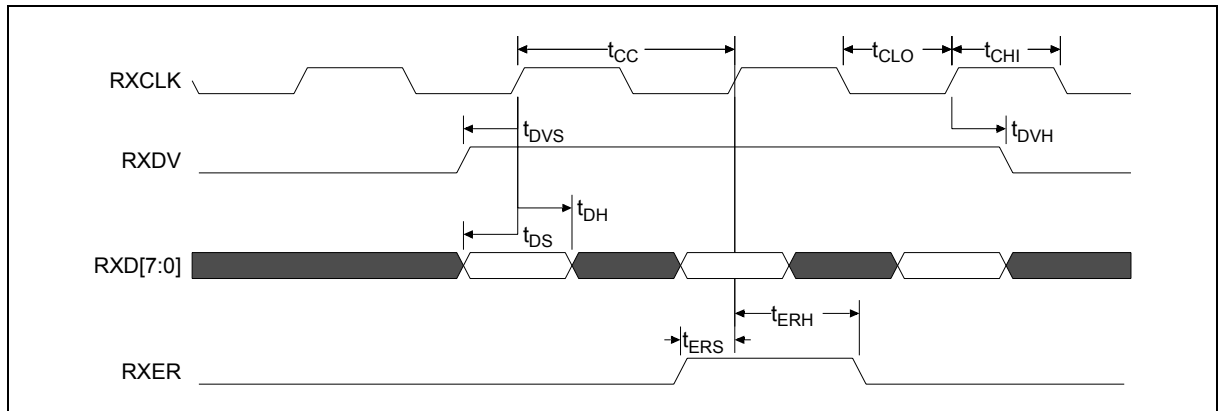 tCC
tCLO
tCHI
RXCLK
tDVS
tDVH
RXDV
tDH
tDS
RXD[7:0]
tERH
tERS
RXER